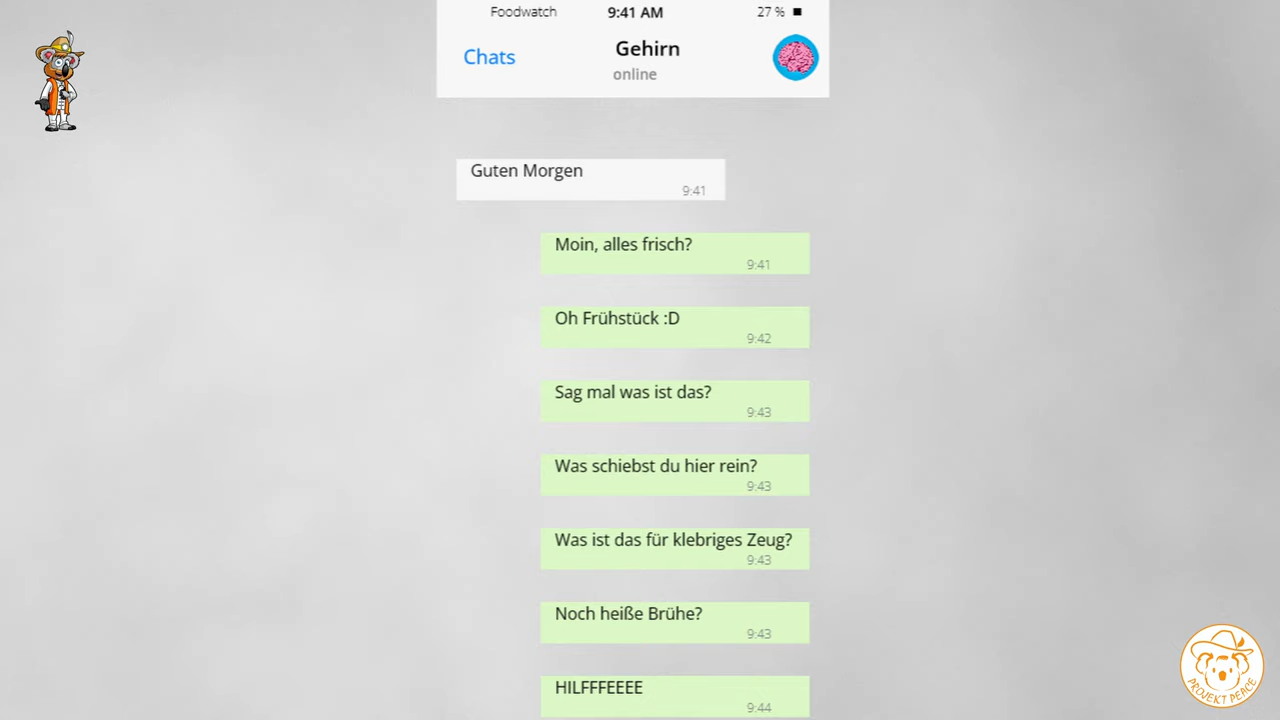 Foodwatch 9:41 AM 27 %
Chats Gehirn
online
Guten Morgen
9:41
Moin, alles frisch?
9:41
Oh Frühstück :D
9:42
Sag mal was ist das?
9:43
Was schiebst du hier rein?
9:43
Was ist das für klebriges Zeug?
9:43
Noch heiße Brühe?
9:43
HILFFFEEEE
9:44
PROJEKT PEACE